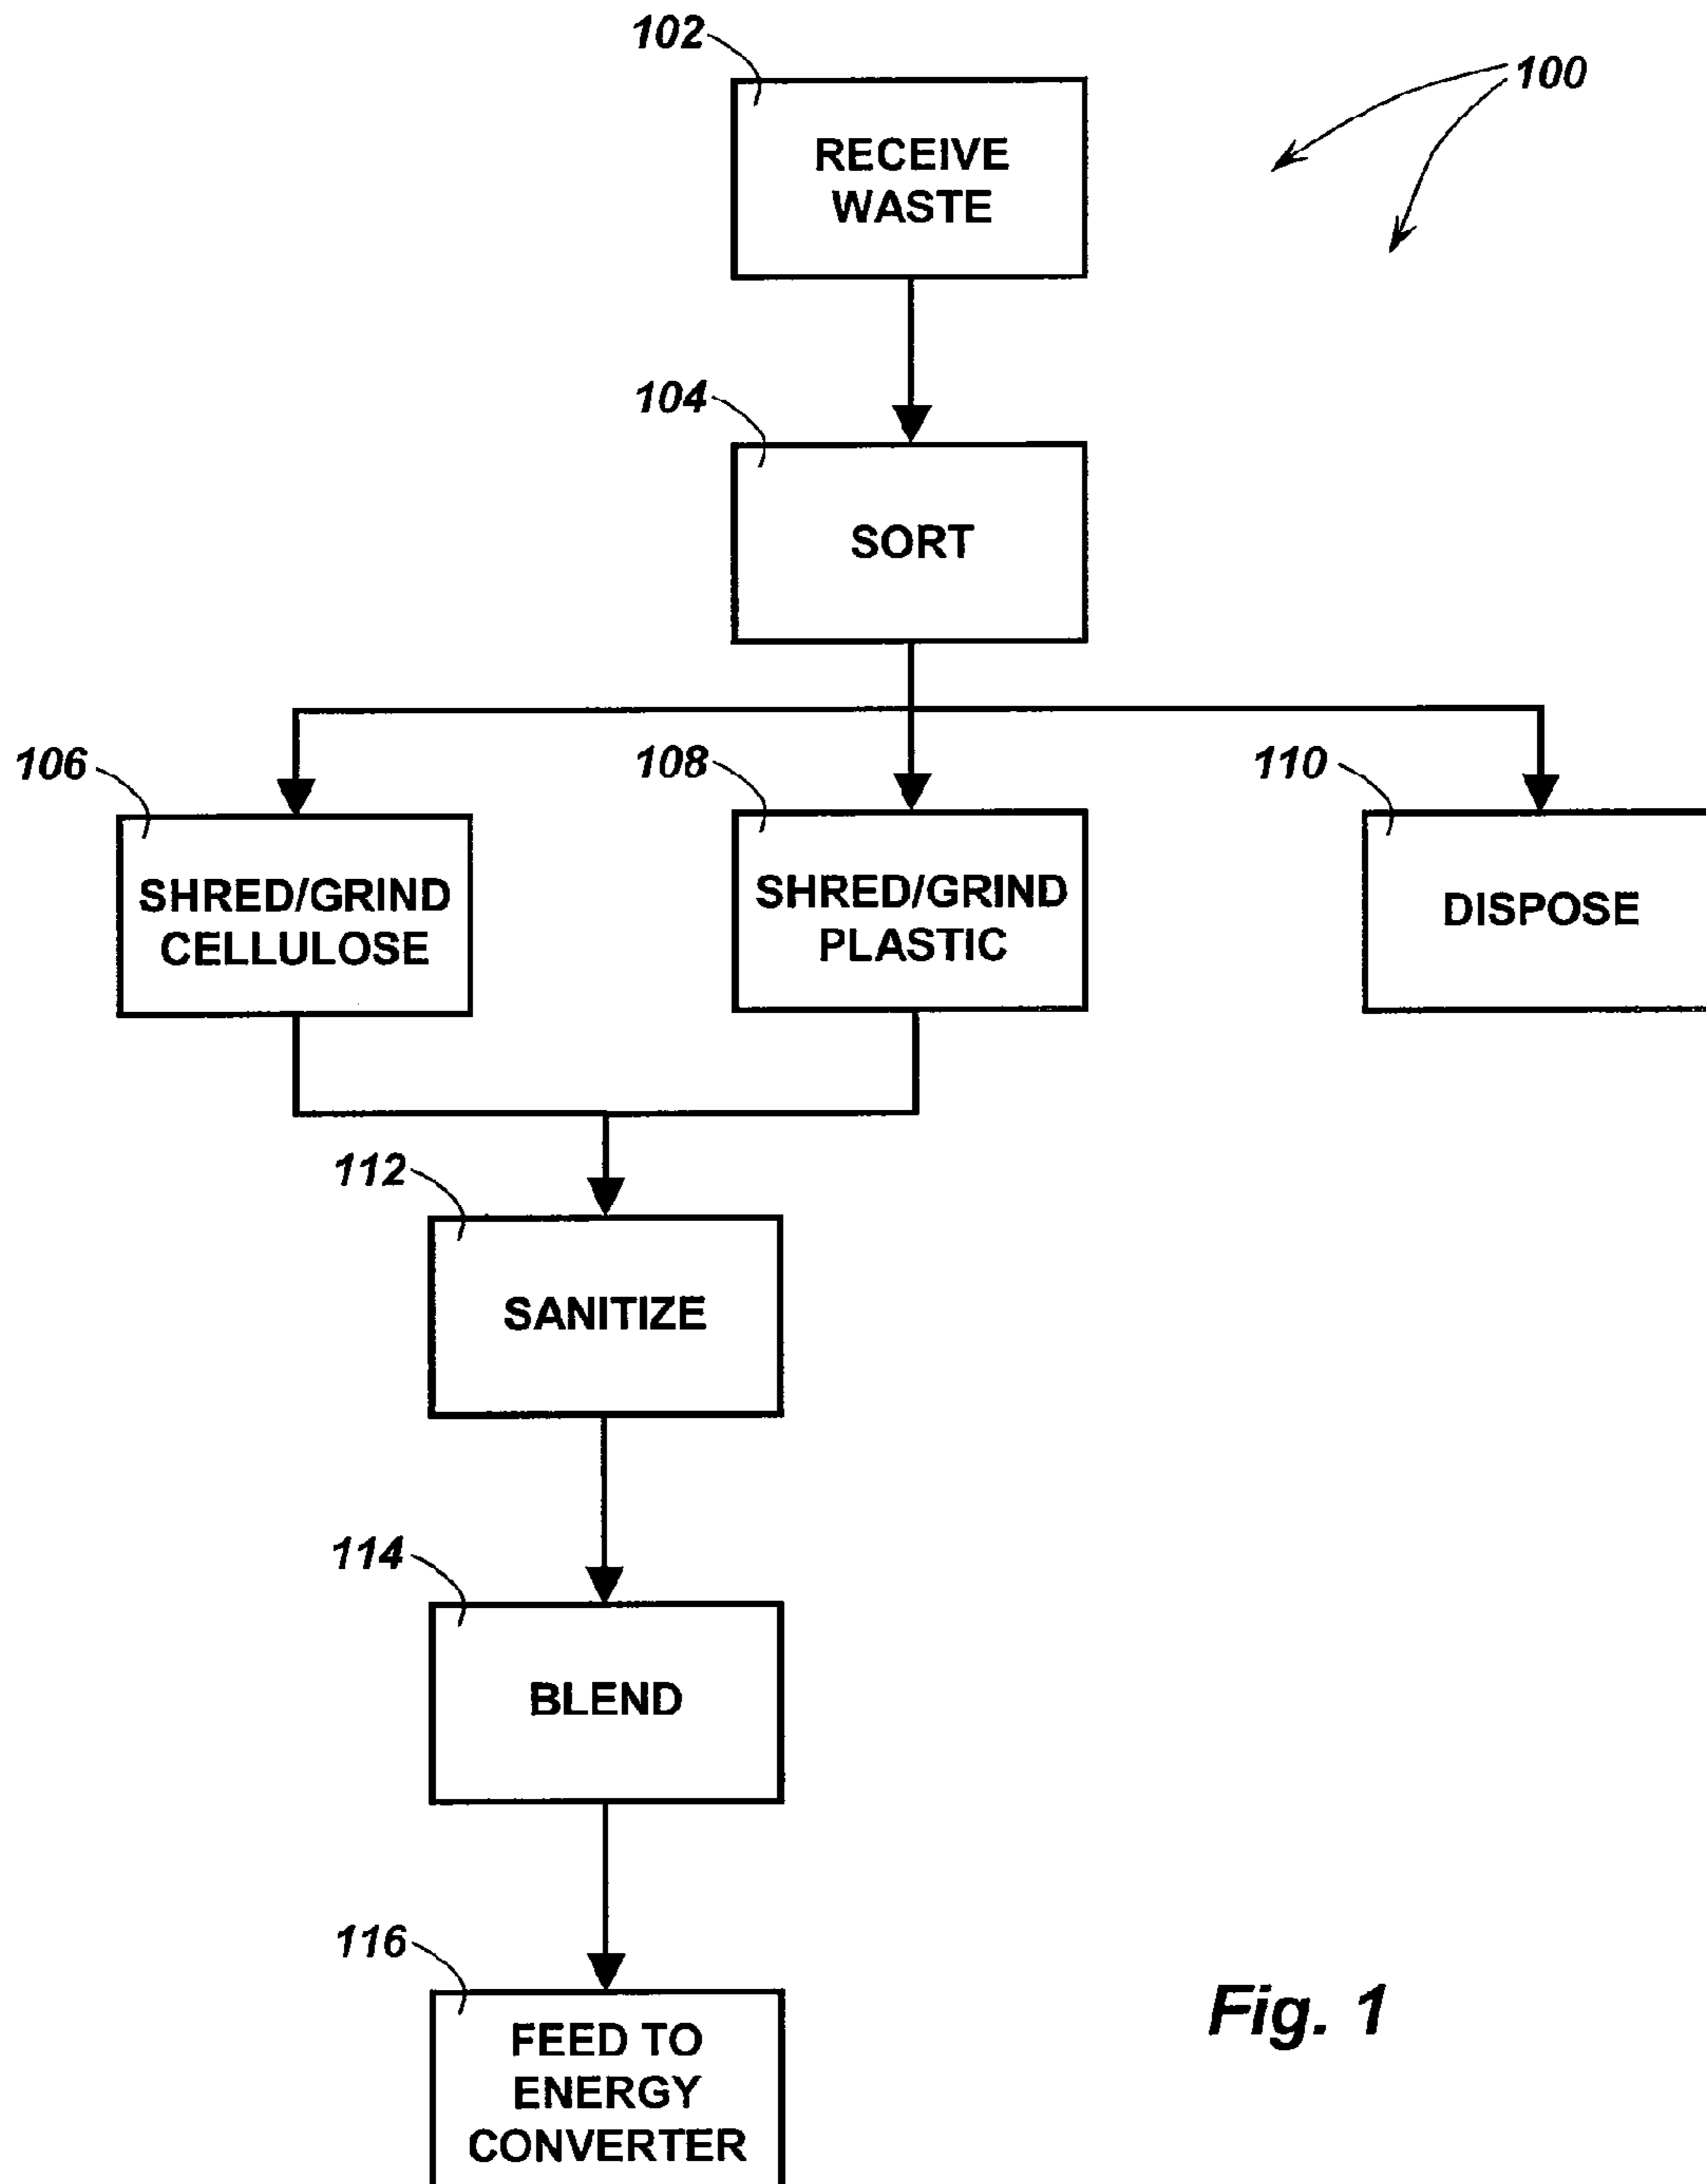 102
100
RECEIVE
WASTE
104
SORT
106
108
110
SHRED/GRIND
CELLULOSE
SHRED/GRIND
PLASTIC
DISPOSE
112
SANITIZE
114
BLEND
116
FEED TO
ENERGY
CONVERTER
Fig. 1